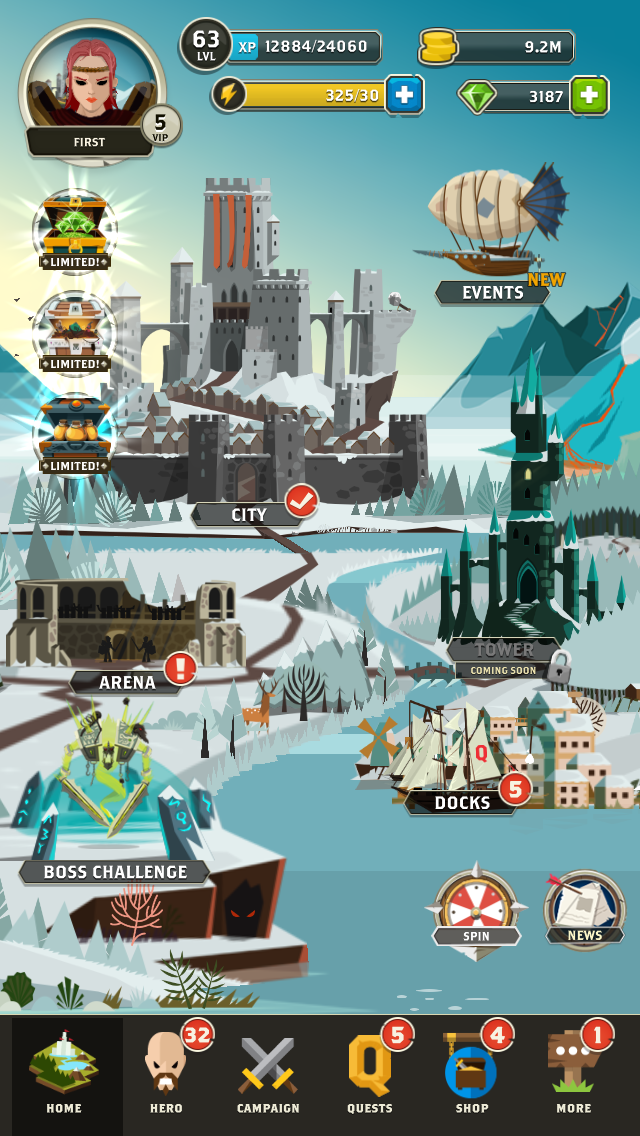 63
LVL
XP 12884/24060
9.2M
325/30
3187
5
VIP
FIRST
LIMITED!
LIMITED!
LIMITED!
NEW
EVENTS
CITY
TOWER
COMING SOON
ARENA
!
Q
5
DOCKS
BOSS CHALLENGE
SPIN
NEWS
32
5
4
1
Q
HOME
HERO
CAMPAIGN
QUESTS
SHOP
MORE